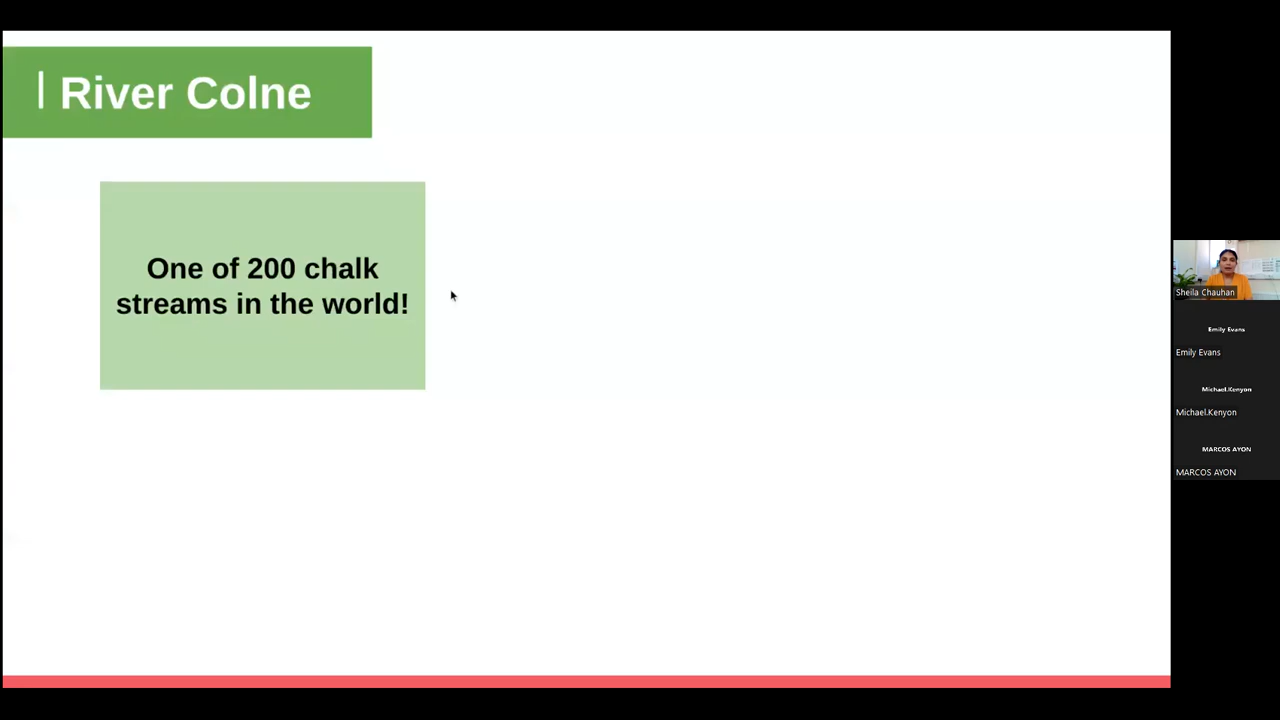 River Colne
One of 200 chalk
streams in the world!
Sheila Chauhan
Emily Evans
Emily Evans
Michael.Kenyon
Michael.Kenyon
MARCOS AYON
MARCOS AYON